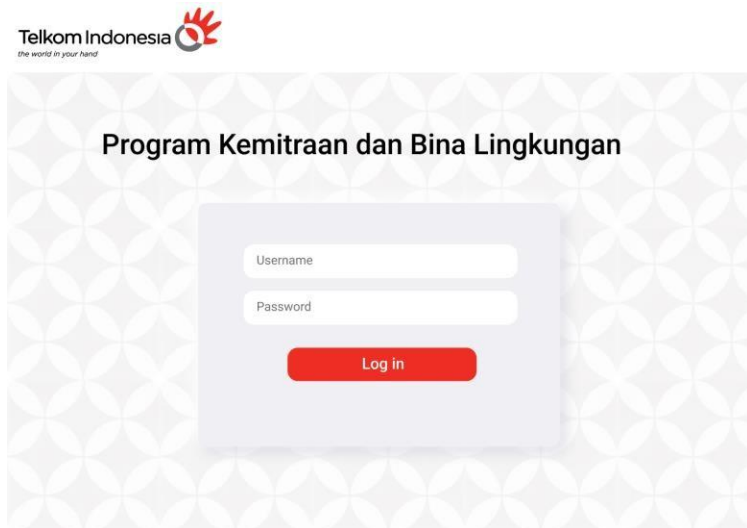 Telkom Indonesia
the world in your hand
Program Kemitraan dan Bina Lingkungan
Username
Password
Log in